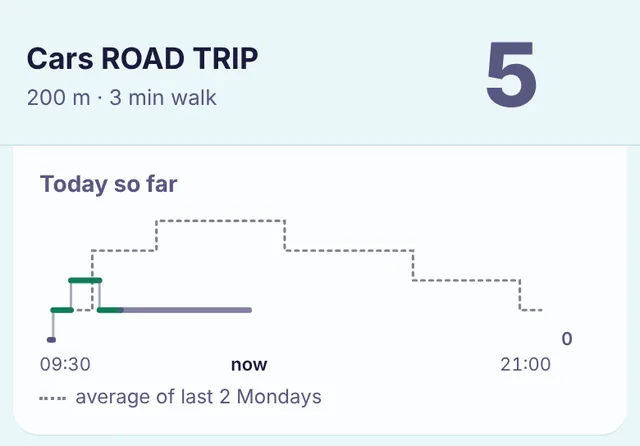 Cars ROAD TRIP
200 m · 3 min walk
5
Today so far
0
09:30 now 21:00
average of last 2 Mondays